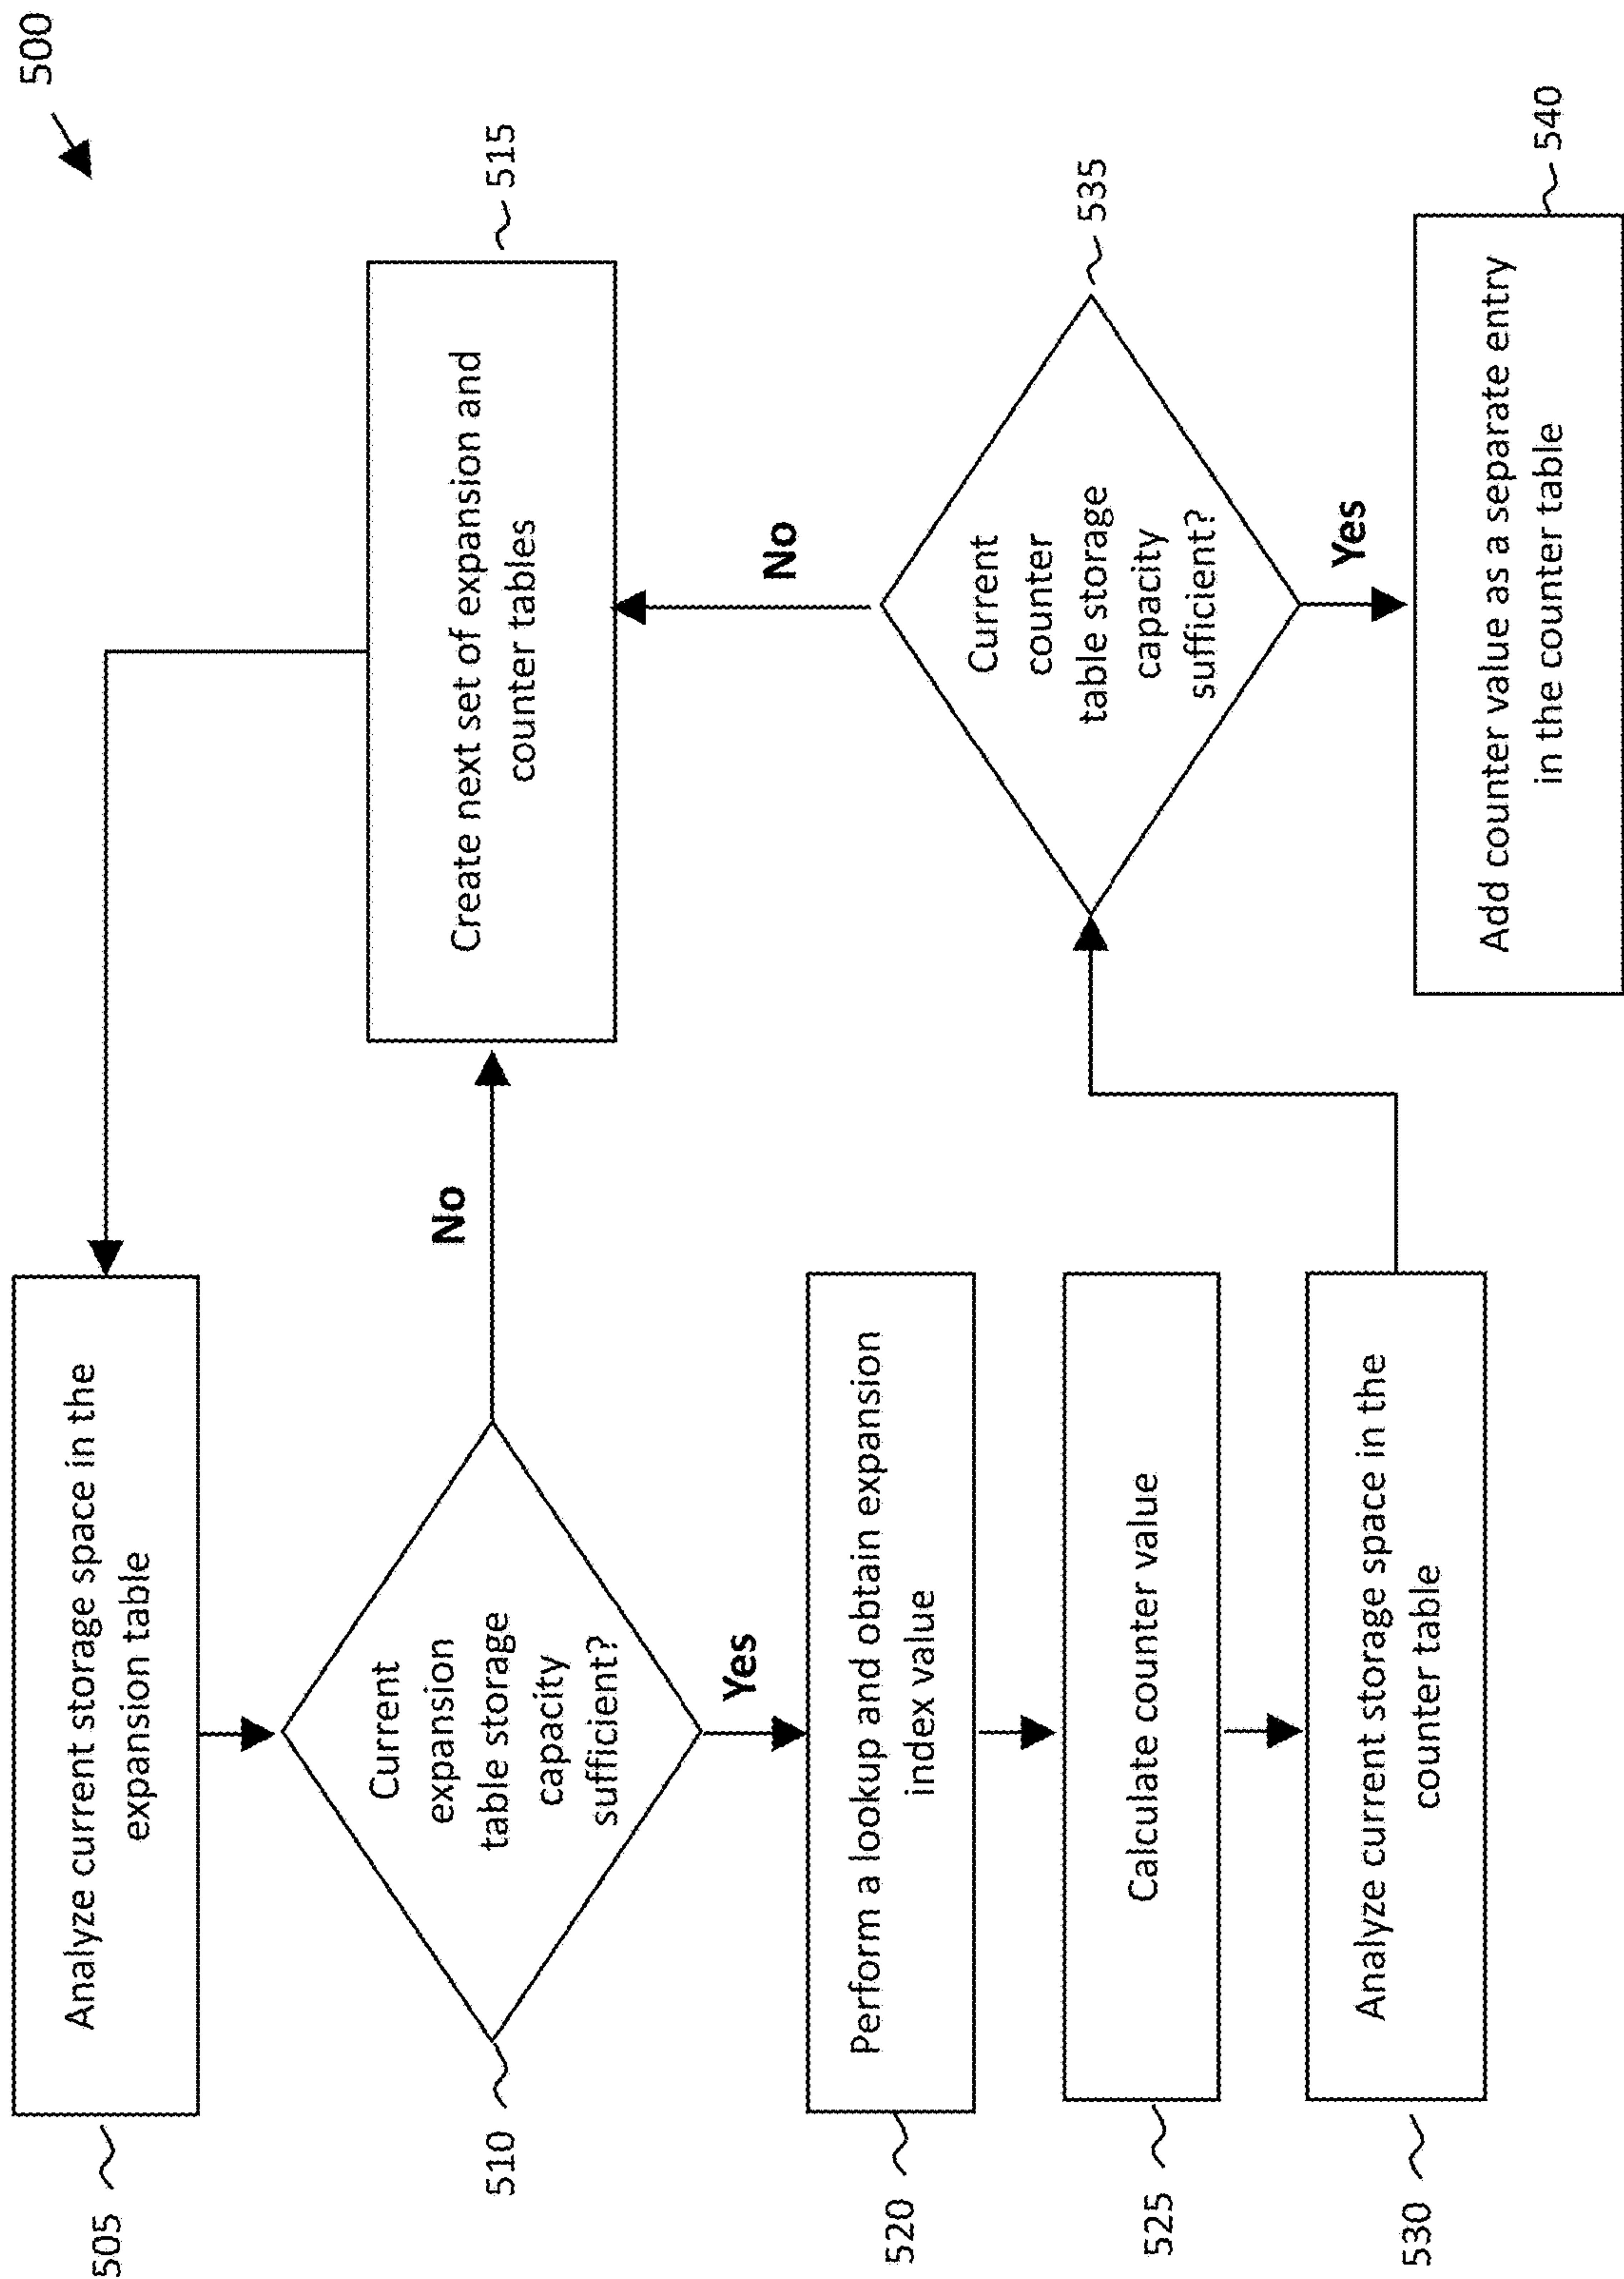 500
505
Analyze current storage space in the
expansion table
510
Current
expansion
table storage
capacity
sufficient?
No
Create next set of expansion and
counter tables
515
Yes
520
Perform a lookup and obtain expansion
index value
525
Calculate counter value
530
Analyze current storage space in the
counter table
No
Current
counter
table storage
capacity
sufficient?
535
Yes
Add counter value as a separate entry
in the counter table
540